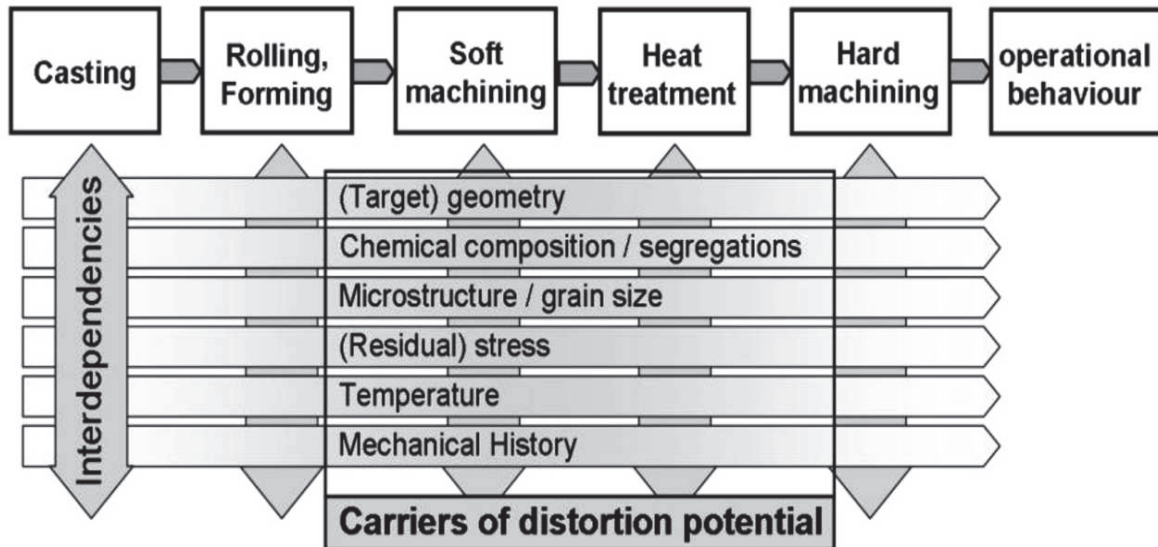 Casting
Rolling,
Forming
Soft
machining
Heat
treatment
Hard
machining
operational
behaviour
Interdependencies
(Target) geometry
Chemical composition / segregations
Microstructure / grain size
(Residual) stress
Temperature
Mechanical History
Carriers of distortion potential